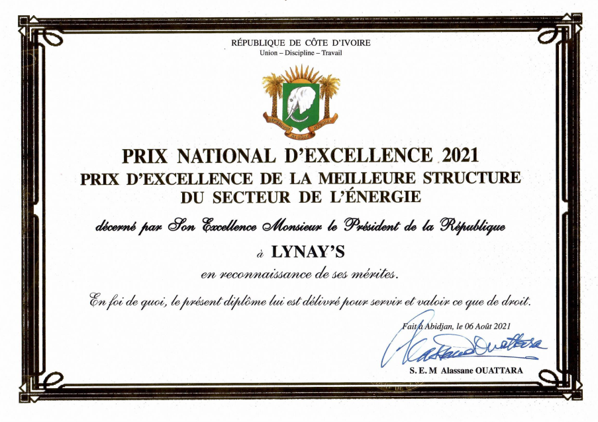 RÉPUBLIQUE DE CÔTE D'IVOIRE
Union – Discipline – Travail
PRIX NATIONAL D'EXCELLENCE 2021
PRIX D'EXCELLENCE DE LA MEILLEURE STRUCTURE
DU SECTEUR DE L'ÉNERGIE
décerné par Son Excellence Monsieur le Président de la République
à LYNAY'S
en reconnaissance de ses mérites.
En foi de quoi, le présent diplôme lui est délivré pour servir et valoir ce que de droit.
Fait à Abidjan, le 06 Août 2021
S. E. M Alassane OUATTARA